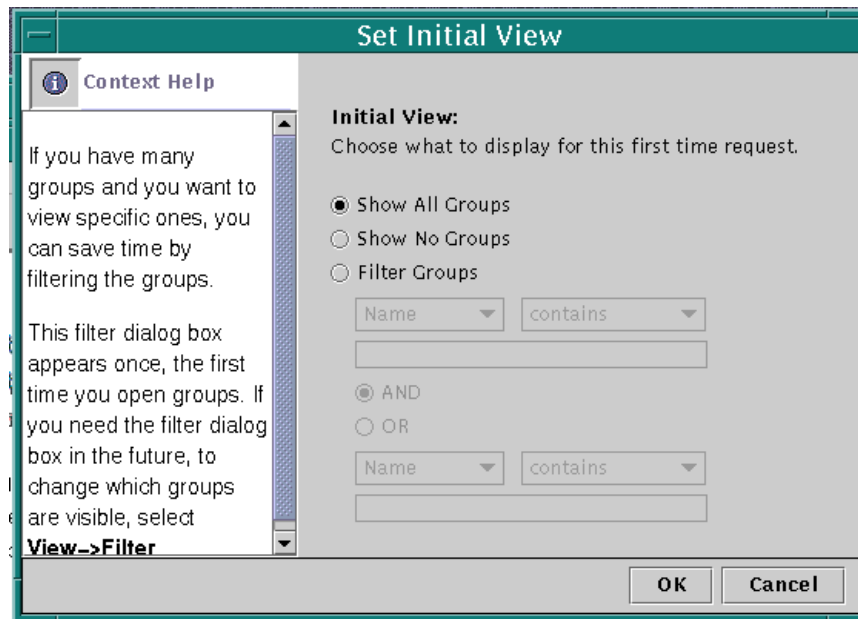 Set Initial View
Context Help
If you have many
groups and you want to
view specific ones, you
can save time by
filtering the groups.
This filter dialog box
appears once, the first
time you open groups. If
you need the filter dialog
box in the future, to
change which groups
are visible, select
View–>Filter
Initial View:
Choose what to display for this first time request.
Show All Groups
Show No Groups
Filter Groups
Name contains
AND
OR
Name contains
OK Cancel